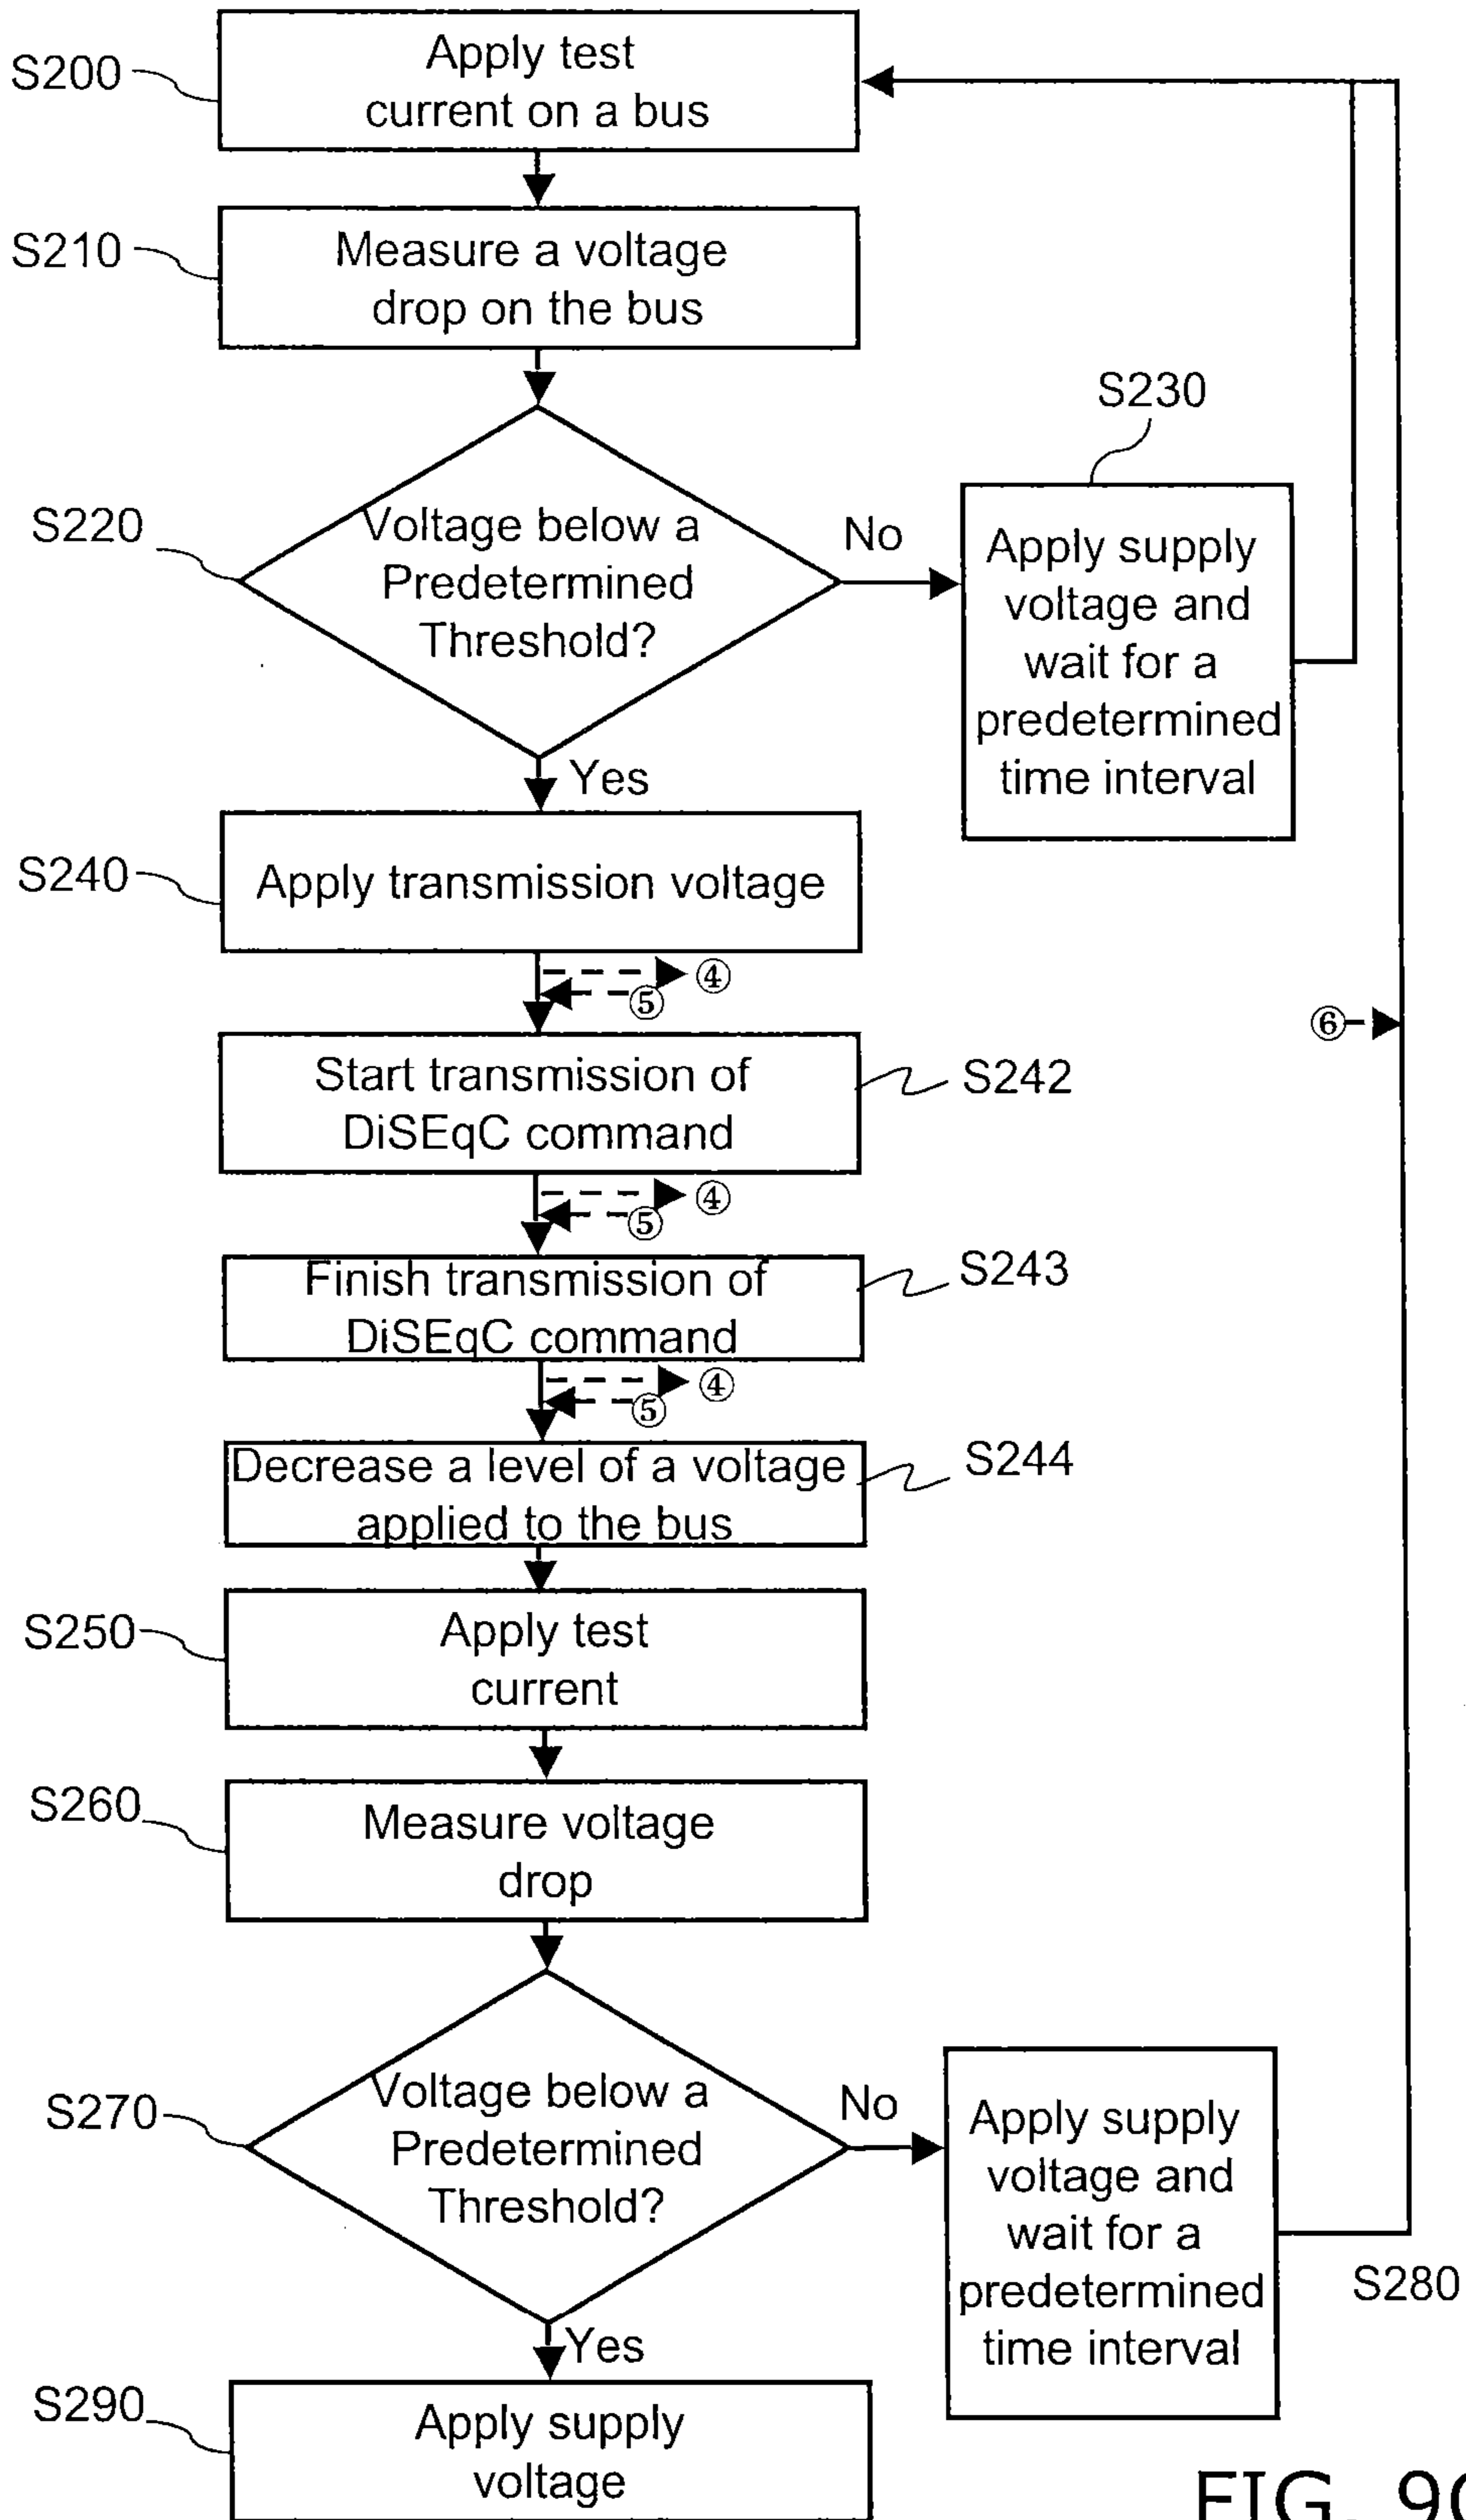 S200
Apply test
current on a bus
S210
Measure a voltage
drop on the bus
S220
Voltage below a
Predetermined
Threshold?
No
S230
Apply supply
voltage and
wait for a
predetermined
time interval
Yes
S240
Apply transmission voltage
④
⑤
⑥
Start transmission of
DiSEqC command
S242
④
⑤
Finish transmission of
DiSEqC command
S243
④
⑤
Decrease a level of a voltage
applied to the bus
S244
S250
Apply test
current
S260
Measure voltage
drop
S270
Voltage below a
Predetermined
Threshold?
No
Apply supply
voltage and
wait for a
predetermined
time interval
S280
Yes
S290
Apply supply
voltage
FIG.